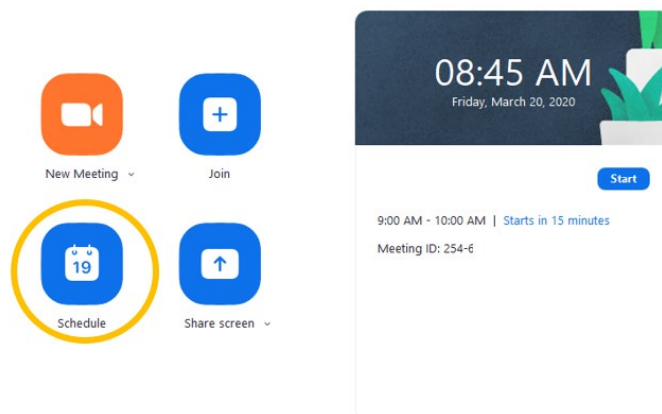 08:45 AM
Friday, March 20, 2020
New Meeting
Join
Start
9:00 AM - 10:00 AM | Starts in 15 minutes
Meeting ID: 254-6
19
Schedule
Share screen